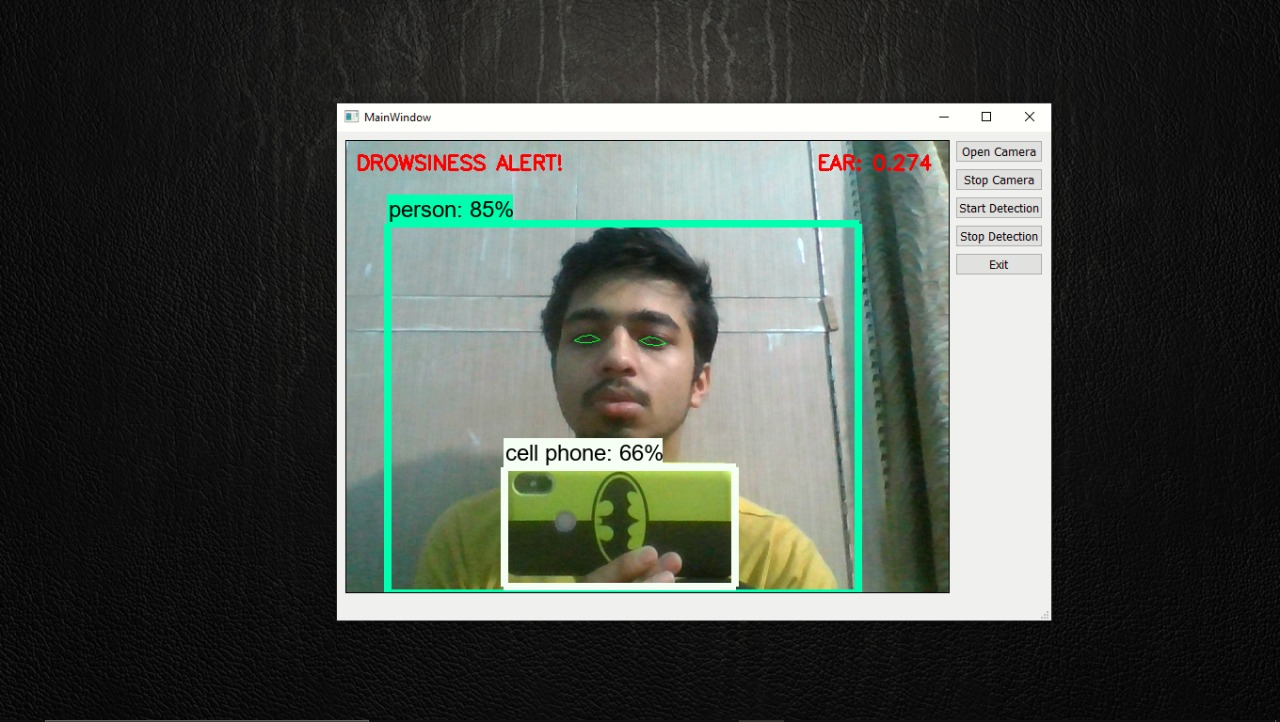 MainWindow
DROWSINESS ALERT!
EAR: 0.274
person: 85%
cell phone: 66%
Open Camera
Stop Camera
Start Detection
Stop Detection
Exit